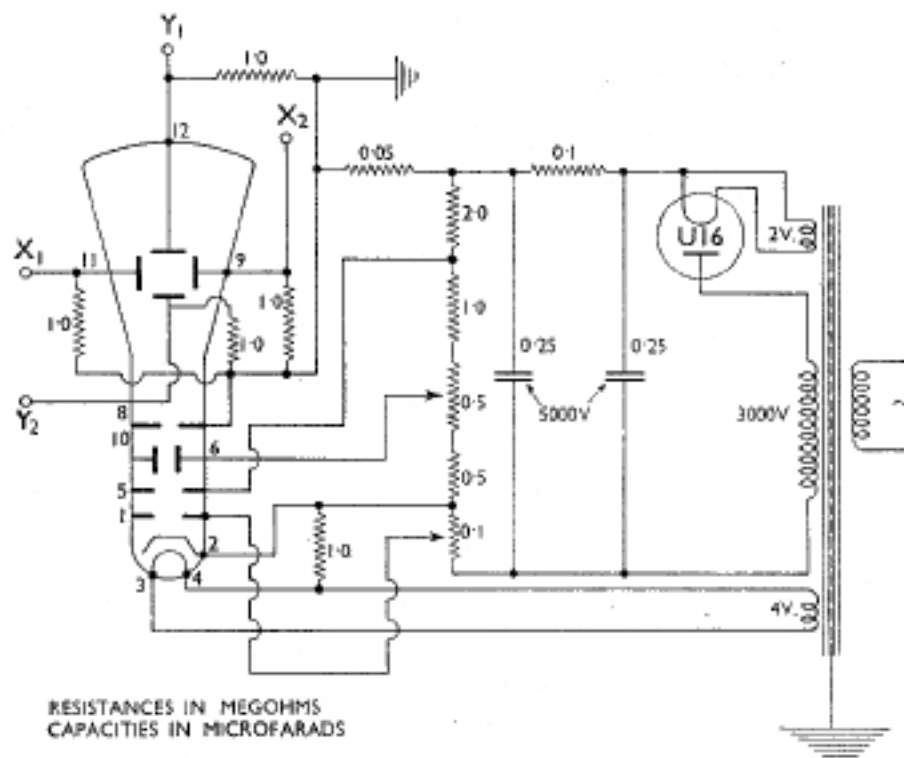 Y1
1·0
X2
12
0·05
0·1
2·0
U16
2V.
X1
11
9
1·0
1·0
1·0
1·0
0·25
0·25
Y2
8
0·5
5000V
3000V
10
6
5
0·5
1
2
1·0
0·1
3
4
4V.
RESISTANCES IN MEGOHMS
CAPACITIES IN MICROFARADS